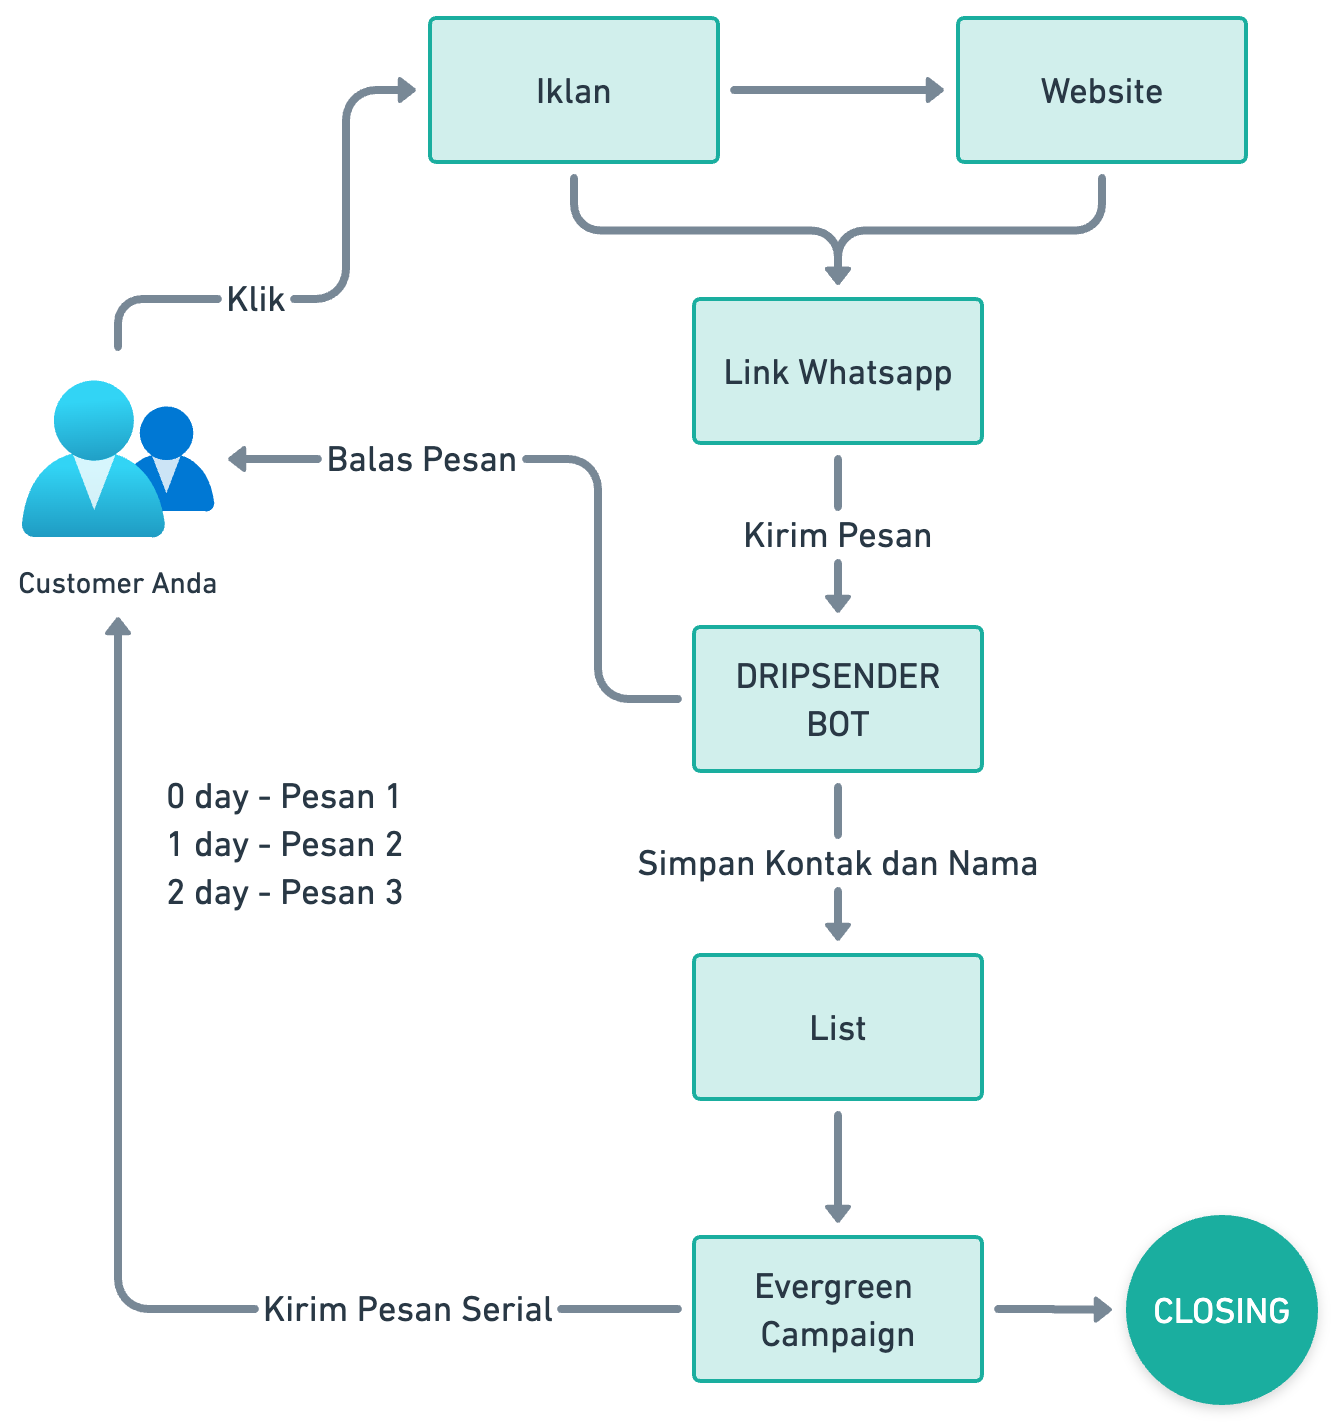 Iklan
Website
Klik
Link Whatsapp
Balas Pesan
Kirim Pesan
Customer Anda
DRIPSENDER
BOT
0 day - Pesan 1
1 day - Pesan 2
2 day - Pesan 3
Simpan Kontak dan Nama
List
Evergreen
Campaign
Kirim Pesan Serial
CLOSING